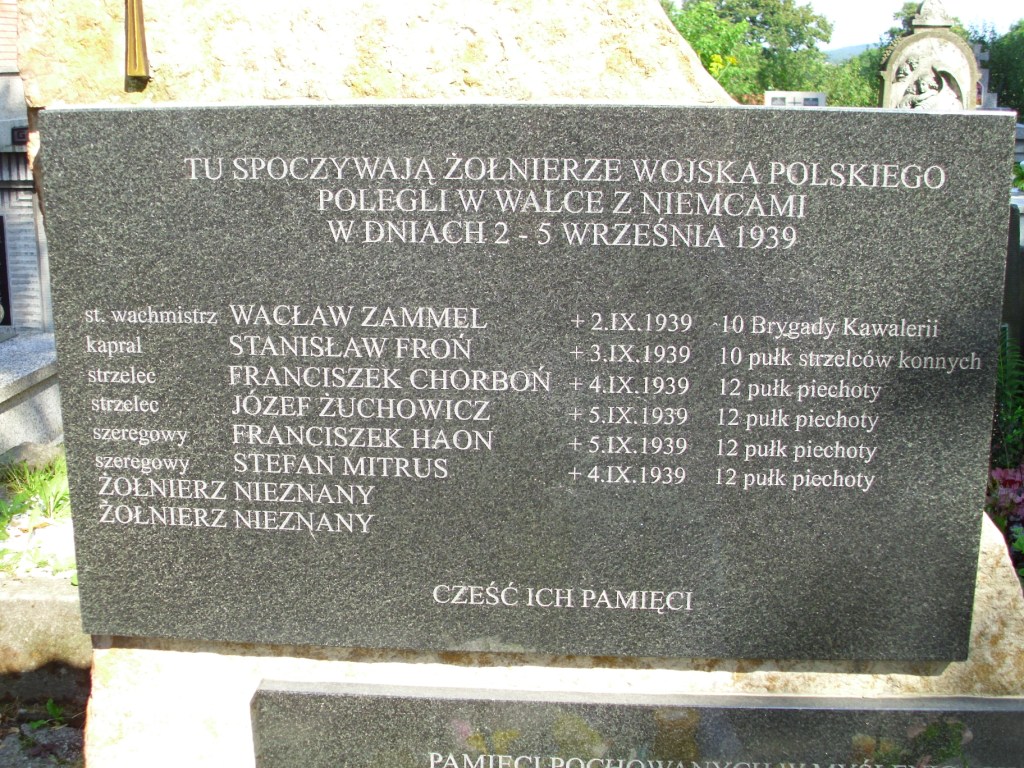 TU SPOCZYWAJĄ ŻOŁNIERZE WOJSKA POLSKIEGO
POLEGLI W WALCE Z NIEMCAMI
W DNIACH 2 - 5 WRZEŚNIA 1939
st. wachmistrz WACŁAW ZAMMEL + 2.IX.1939 10 Brygady Kawalerii
kapral STANISŁAW FROŃ + 3.IX.1939 10 pułk strzelców konnych
strzelec FRANCISZEK CHORBOŃ + 4.IX.1939 12 pułk piechoty
strzelec JÓZEF ŻUCHOWICZ + 5.IX.1939 12 pułk piechoty
szeregowy FRANCISZEK HAON + 5.IX.1939 12 pułk piechoty
szeregowy STEFAN MITRUS + 4.IX.1939 12 pułk piechoty
ŻOŁNIERZ NIEZNANY
ŻOŁNIERZ NIEZNANY
CZEŚĆ ICH PAMIĘCI
PAMIĘCI POCHOWANYCH W